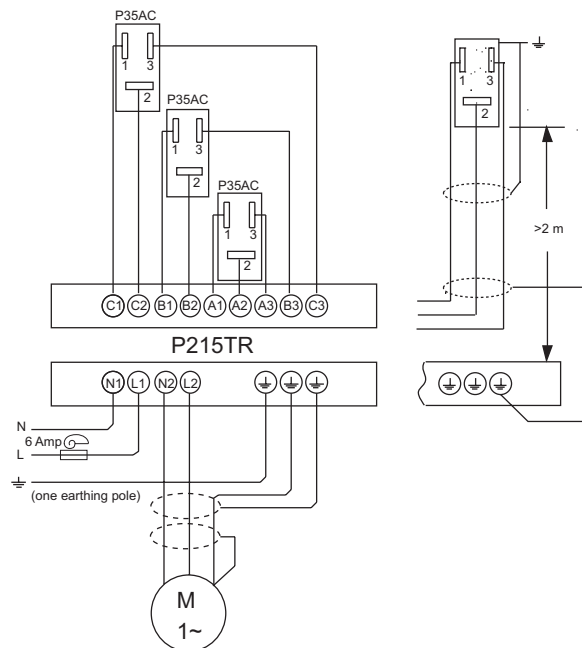 P35AC
1 3
2
P35AC
1 3
2
P35AC
1 3
2
C1 C2 B1 B2 A1 A2 A3 B3 C3
P215TR
N1 L1 N2 L2
N
6 Amp
L
(one earthing pole)
M
1~
1 3
2
>2 m